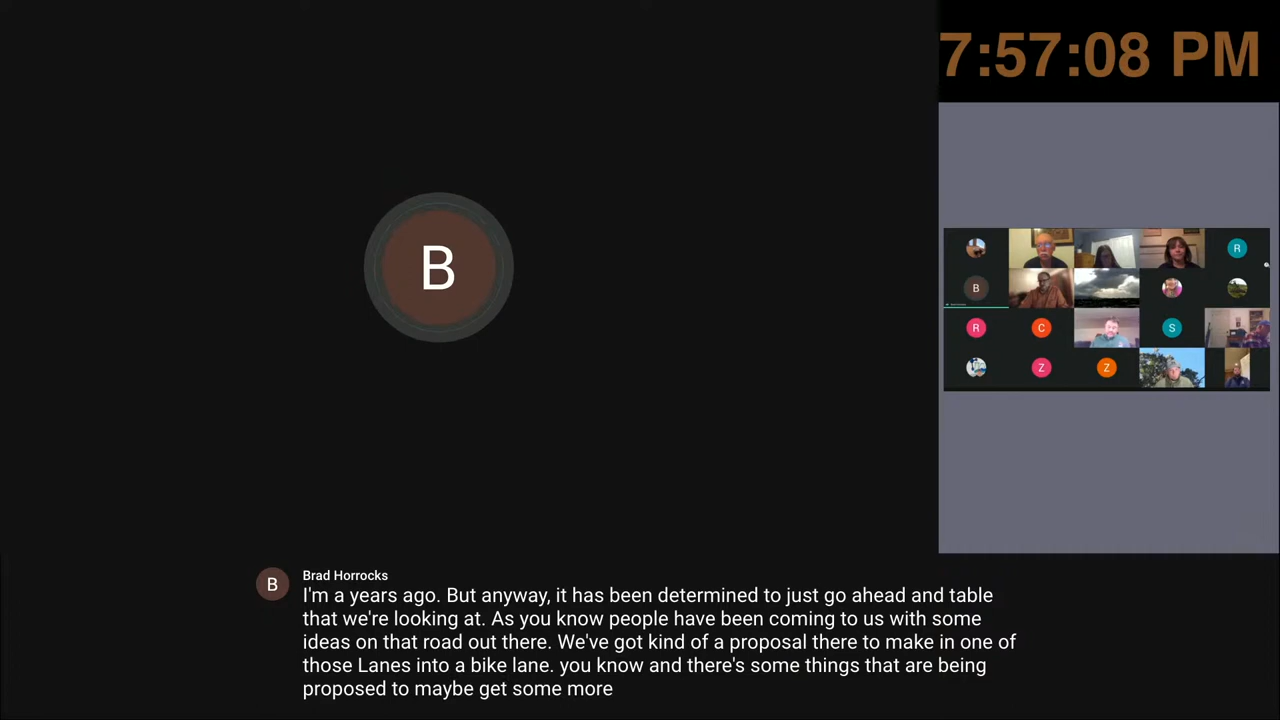 7:57:08 PM
B
R
B
R
C
S
Z
Z
B
Brad Horrocks
I'm a years ago. But anyway, it has been determined to just go ahead and table
that we're looking at. As you know people have been coming to us with some
ideas on that road out there. We've got kind of a proposal there to make in one of
those Lanes into a bike lane. you know and there's some things that are being
proposed to maybe get some more